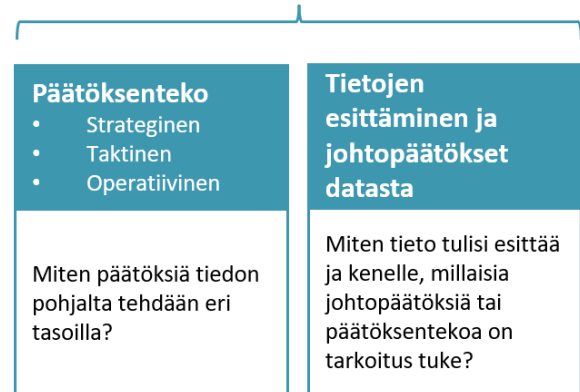 Päätöksenteko
• Strateginen
• Taktinen
• Operatiivinen
Miten päätöksiä tiedon
pohjalta tehdään eri
tasoilla?
Tietojen
esittäminen ja
johtopäätökset
datasta
Miten tieto tulisi esittää
ja kenelle, millaisia
johtopäätöksiä tai
päätöksentekoa on
tarkoitus tuke?